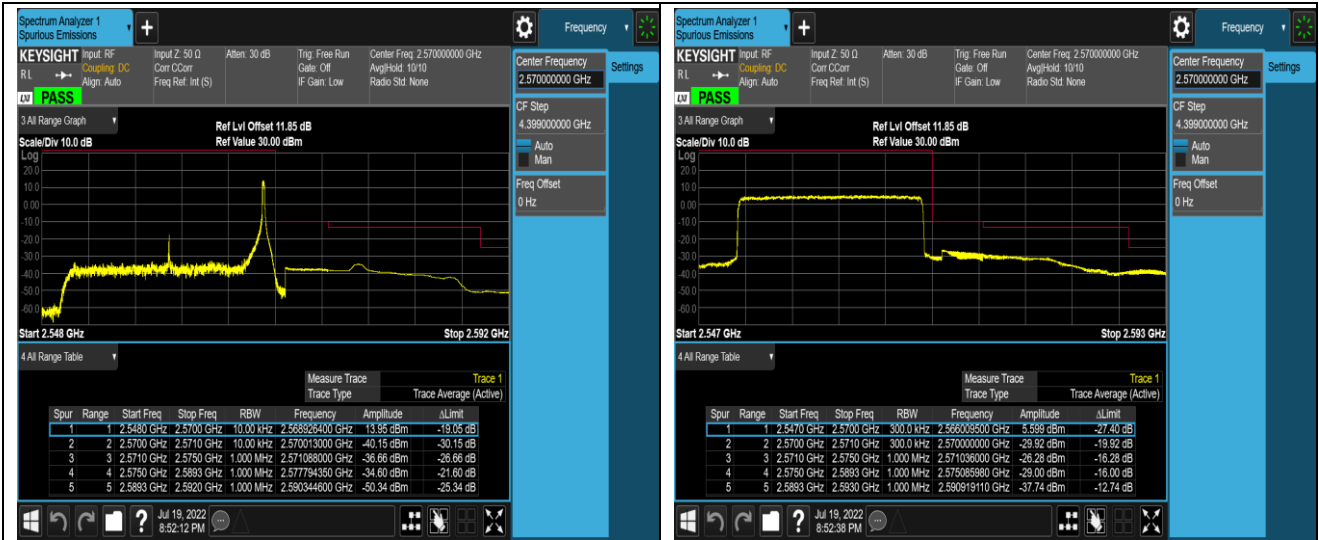 Spectrum Analyzer 1
Spurious Emissions
+
Frequency
KEYSIGHT Input: RF Input Z: 50 Ω Atten: 30 dB Trig: Free Run Center Freq: 2.570000000 GHz
RL Coupling: DC Corr CCorr Gate: Off Avg|Hold: 10/10
Align: Auto Freq Ref: Int (S) IF Gain: Low Radio Std: None
LXI PASS
Center Frequency
2.570000000 GHz
Settings
CF Step
4.399000000 GHz
Auto
Man
Freq Offset
0 Hz
3 All Range Graph
Ref Lvl Offset 11.85 dB
Scale/Div 10.0 dB Ref Value 30.00 dBm
Log
20.0
10.0
0.00
-10.0
-20.0
-30.0
-40.0
-50.0
-60.0
Start 2.548 GHz Stop 2.592 GHz
4 All Range Table
Measure Trace Trace 1
Trace Type Trace Average (Active)
Spur Range Start Freq Stop Freq RBW Frequency Amplitude ΔLimit
1 1 2.5480 GHz 2.5700 GHz 10.00 kHz 2.568926400 GHz 13.95 dBm -19.05 dB
2 2 2.5700 GHz 2.5710 GHz 10.00 kHz 2.570013000 GHz -40.15 dBm -30.15 dB
3 3 2.5710 GHz 2.5750 GHz 1.000 MHz 2.571088000 GHz -36.66 dBm -26.66 dB
4 4 2.5750 GHz 2.5893 GHz 1.000 MHz 2.577794350 GHz -34.60 dBm -21.60 dB
5 5 2.5893 GHz 2.5920 GHz 1.000 MHz 2.590344600 GHz -50.34 dBm -25.34 dB
?
Jul 19, 2022
8:52:12 PM
Spectrum Analyzer 1
Spurious Emissions
+
Frequency
KEYSIGHT Input: RF Input Z: 50 Ω Atten: 30 dB Trig: Free Run Center Freq: 2.570000000 GHz
RL Coupling: DC Corr CCorr Gate: Off Avg|Hold: 10/10
Align: Auto Freq Ref: Int (S) IF Gain: Low Radio Std: None
LXI PASS
Center Frequency
2.570000000 GHz
Settings
CF Step
4.399000000 GHz
Auto
Man
Freq Offset
0 Hz
3 All Range Graph
Ref Lvl Offset 11.85 dB
Scale/Div 10.0 dB Ref Value 30.00 dBm
Log
20.0
10.0
0.00
-10.0
-20.0
-30.0
-40.0
-50.0
-60.0
Start 2.547 GHz Stop 2.593 GHz
4 All Range Table
Measure Trace Trace 1
Trace Type Trace Average (Active)
Spur Range Start Freq Stop Freq RBW Frequency Amplitude ΔLimit
1 1 2.5470 GHz 2.5700 GHz 300.0 kHz 2.566009500 GHz 5.599 dBm -27.40 dB
2 2 2.5700 GHz 2.5710 GHz 300.0 kHz 2.570000000 GHz -29.92 dBm -19.92 dB
3 3 2.5710 GHz 2.5750 GHz 1.000 MHz 2.571036000 GHz -26.28 dBm -16.28 dB
4 4 2.5750 GHz 2.5893 GHz 1.000 MHz 2.575085980 GHz -29.00 dBm -16.00 dB
5 5 2.5893 GHz 2.5930 GHz 1.000 MHz 2.590919110 GHz -37.74 dBm -12.74 dB
?
Jul 19, 2022
8:52:38 PM